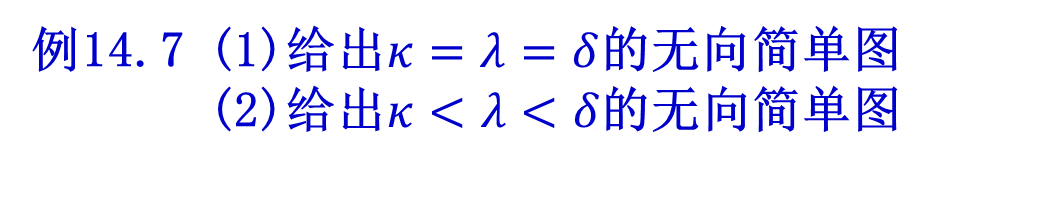 例14.7 (1)给出κ = λ = δ的无向简单图
(2)给出κ < λ < δ的无向简单图